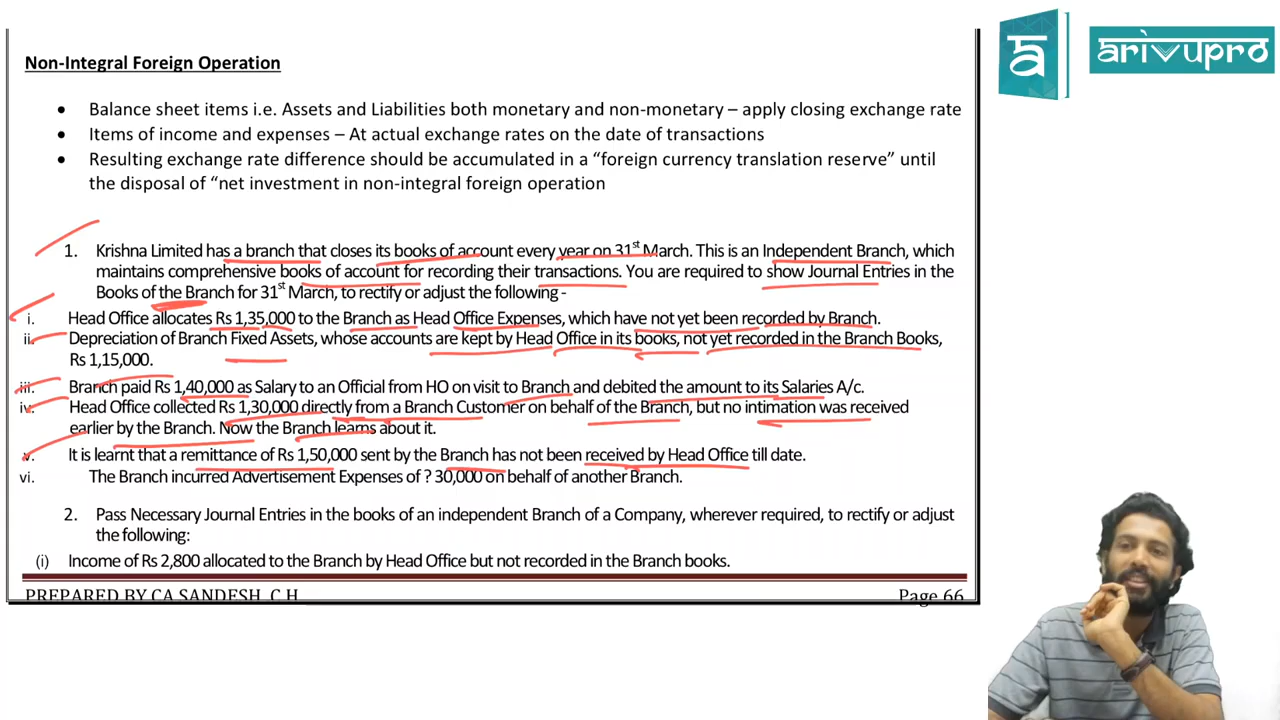 Non-Integral Foreign Operation
• Balance sheet items i.e. Assets and Liabilities both monetary and non-monetary – apply closing exchange rate
• Items of income and expenses – At actual exchange rates on the date of transactions
• Resulting exchange rate difference should be accumulated in a “foreign currency translation reserve” until
the disposal of “net investment in non-integral foreign operation
1. Krishna Limited has a branch that closes its books of account every year on 31st March. This is an Independent Branch, which
maintains comprehensive books of account for recording their transactions. You are required to show Journal Entries in the
Books of the Branch for 31st March, to rectify or adjust the following -
i. Head Office allocates Rs 1,35,000 to the Branch as Head Office Expenses, which have not yet been recorded by Branch.
ii. Depreciation of Branch Fixed Assets, whose accounts are kept by Head Office in its books, not yet recorded in the Branch Books,
Rs 1,15,000.
iii. Branch paid Rs 1,40,000 as Salary to an Official from HO on visit to Branch and debited the amount to its Salaries A/c.
iv. Head Office collected Rs 1,30,000 directly from a Branch Customer on behalf of the Branch, but no intimation was received
earlier by the Branch. Now the Branch learns about it.
v. It is learnt that a remittance of Rs 1,50,000 sent by the Branch has not been received by Head Office till date.
vi. The Branch incurred Advertisement Expenses of ? 30,000 on behalf of another Branch.
2. Pass Necessary Journal Entries in the books of an independent Branch of a Company, wherever required, to rectify or adjust
the following:
(i) Income of Rs 2,800 allocated to the Branch by Head Office but not recorded in the Branch books.
PREPARED BY CA SANDESH C H Page 66
arivupro